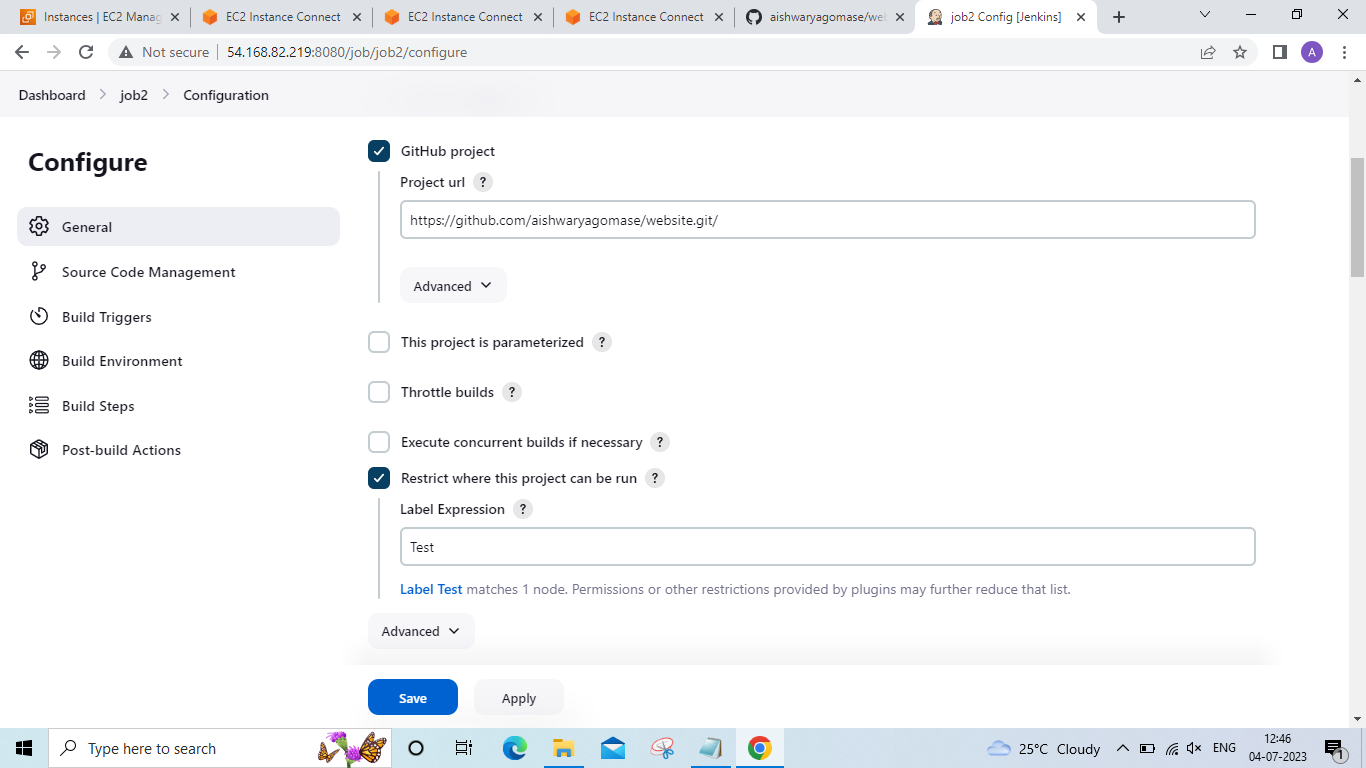 Instances | EC2 Manag
EC2 Instance Connect
EC2 Instance Connect
EC2 Instance Connect
aishwaryagomase/web
job2 Config [Jenkins]
Not secure
54.168.82.219:8080/job/job2/configure
A
Dashboard
job2
Configuration
Configure
General
Source Code Management
Build Triggers
Build Environment
Build Steps
Post-build Actions
GitHub project
Project url ?
https://github.com/aishwaryagomase/website.git/
Advanced
This project is parameterized ?
Throttle builds ?
Execute concurrent builds if necessary ?
Restrict where this project can be run ?
Label Expression ?
Test
Label Test matches 1 node. Permissions or other restrictions provided by plugins may further reduce that list.
Advanced
Save
Apply
Type here to search
25°C Cloudy
ENG
12:46
04-07-2023
1